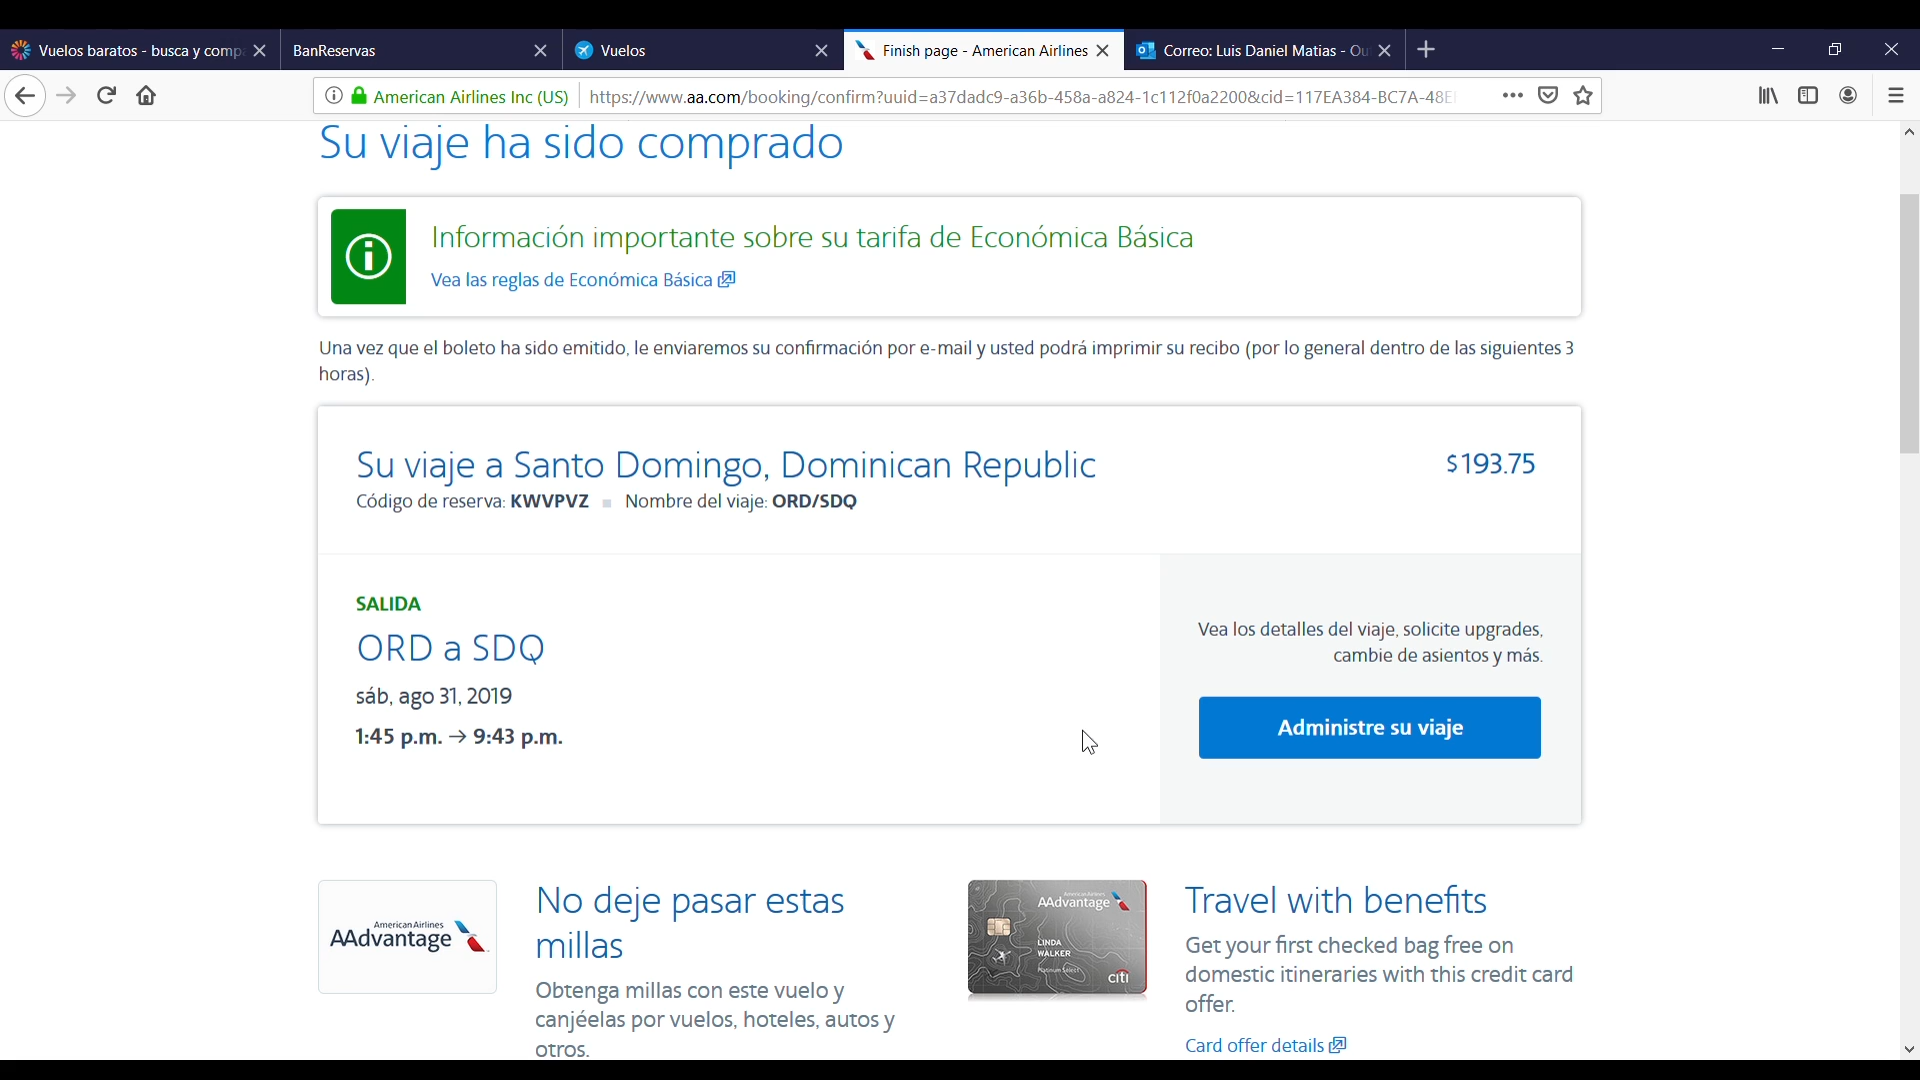 Vuelos baratos - busca y comp
BanReservas
Vuelos
Finish page - American Airlines
Correo: Luis Daniel Matias - Ou
American Airlines Inc (US)
https://www.aa.com/booking/confirm?uuid=a37dadc9-a36b-458a-a824-1c112f0a2200&cid=117EA384-BC7A-48E
Su viaje ha sido comprado
Información importante sobre su tarifa de Económica Básica
Vea las reglas de Económica Básica
Una vez que el boleto ha sido emitido, le enviaremos su confirmación por e-mail y usted podrá imprimir su recibo (por lo general dentro de las siguientes 3
horas).
Su viaje a Santo Domingo, Dominican Republic
$193.75
Código de reserva: KWVPVZ
Nombre del viaje: ORD/SDQ
SALIDA
ORD a SDQ
sáb, ago 31, 2019
1:45 p.m. → 9:43 p.m.
Vea los detalles del viaje, solicite upgrades,
cambie de asientos y más.
Administre su viaje
American Airlines
AAdvantage
No deje pasar estas
millas
Obtenga millas con este vuelo y
canjéelas por vuelos, hoteles, autos y
otros.
American Airlines
AAdvantage
LINDA
WALKER
Platinum Select
citi
Travel with benefits
Get your first checked bag free on
domestic itineraries with this credit card
offer.
Card offer details